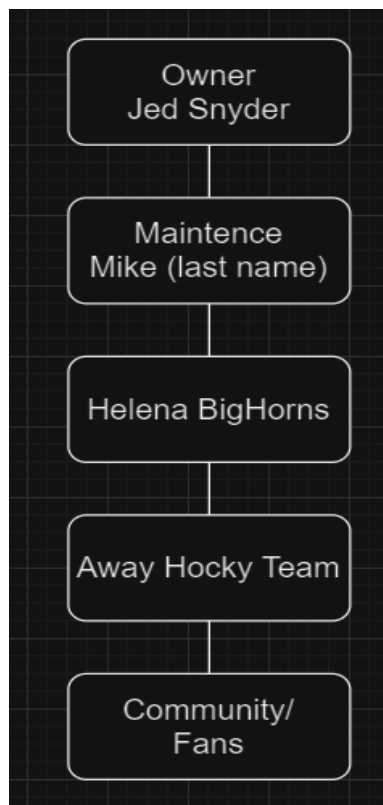 Owner
Jed Snyder
Maintence
Mike (last name)
Helena BigHorns
Away Hocky Team
Community/
Fans